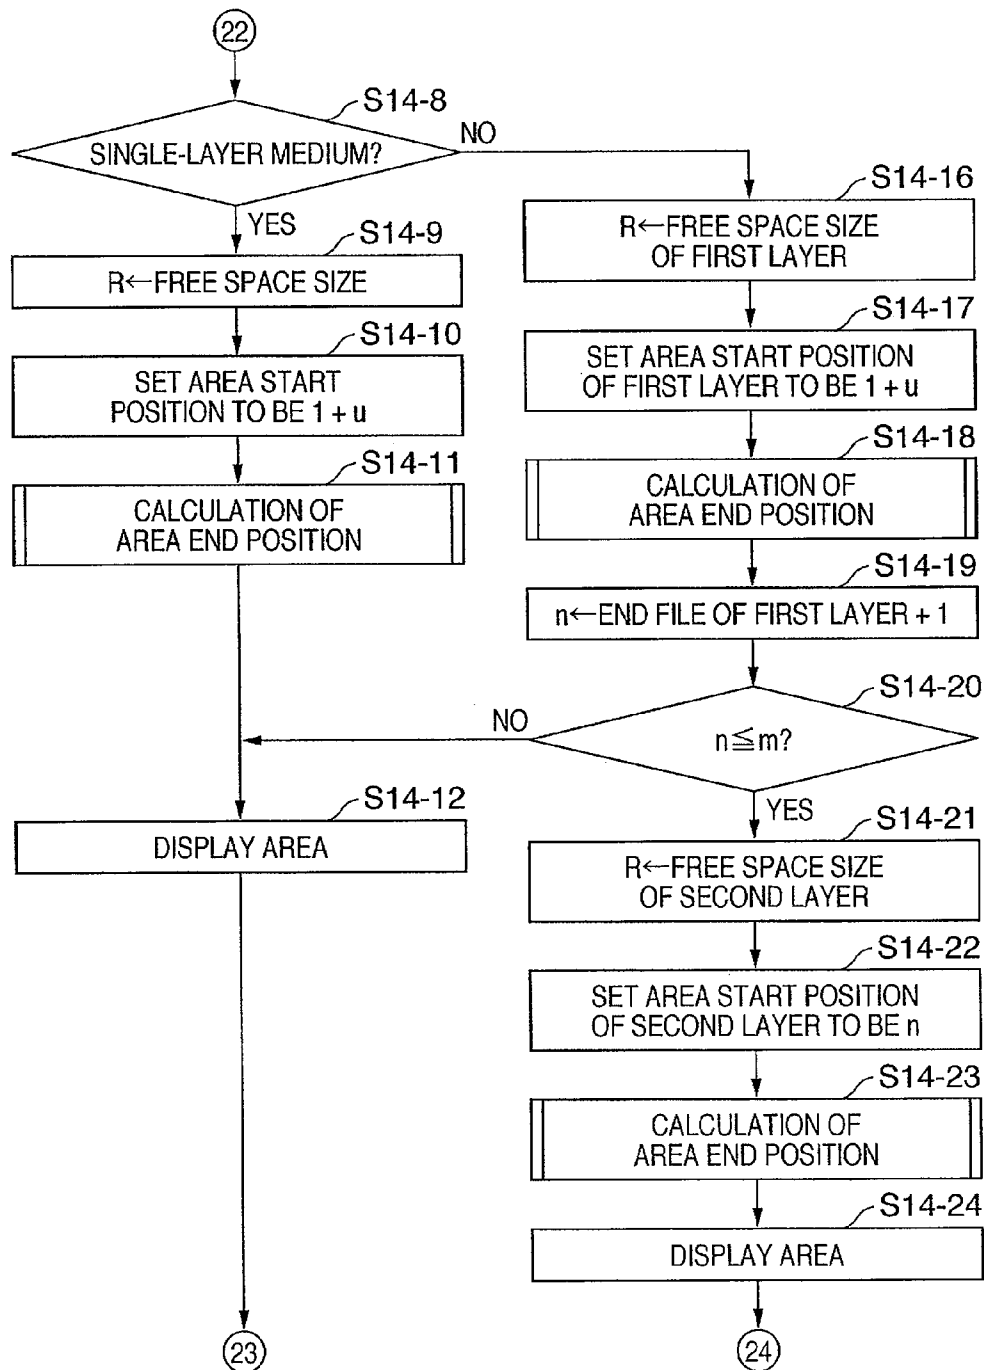 22
S14-8
SINGLE-LAYER MEDIUM?
NO
YES
S14-9
R←FREE SPACE SIZE
S14-10
SET AREA START
POSITION TO BE 1 + u
S14-11
CALCULATION OF
AREA END POSITION
S14-16
R←FREE SPACE SIZE
OF FIRST LAYER
S14-17
SET AREA START POSITION
OF FIRST LAYER TO BE 1 + u
S14-18
CALCULATION OF
AREA END POSITION
S14-19
n←END FILE OF FIRST LAYER + 1
S14-20
n≦m?
NO
YES
S14-12
DISPLAY AREA
S14-21
R←FREE SPACE SIZE
OF SECOND LAYER
S14-22
SET AREA START POSITION
OF SECOND LAYER TO BE n
S14-23
CALCULATION OF
AREA END POSITION
S14-24
DISPLAY AREA
23
24